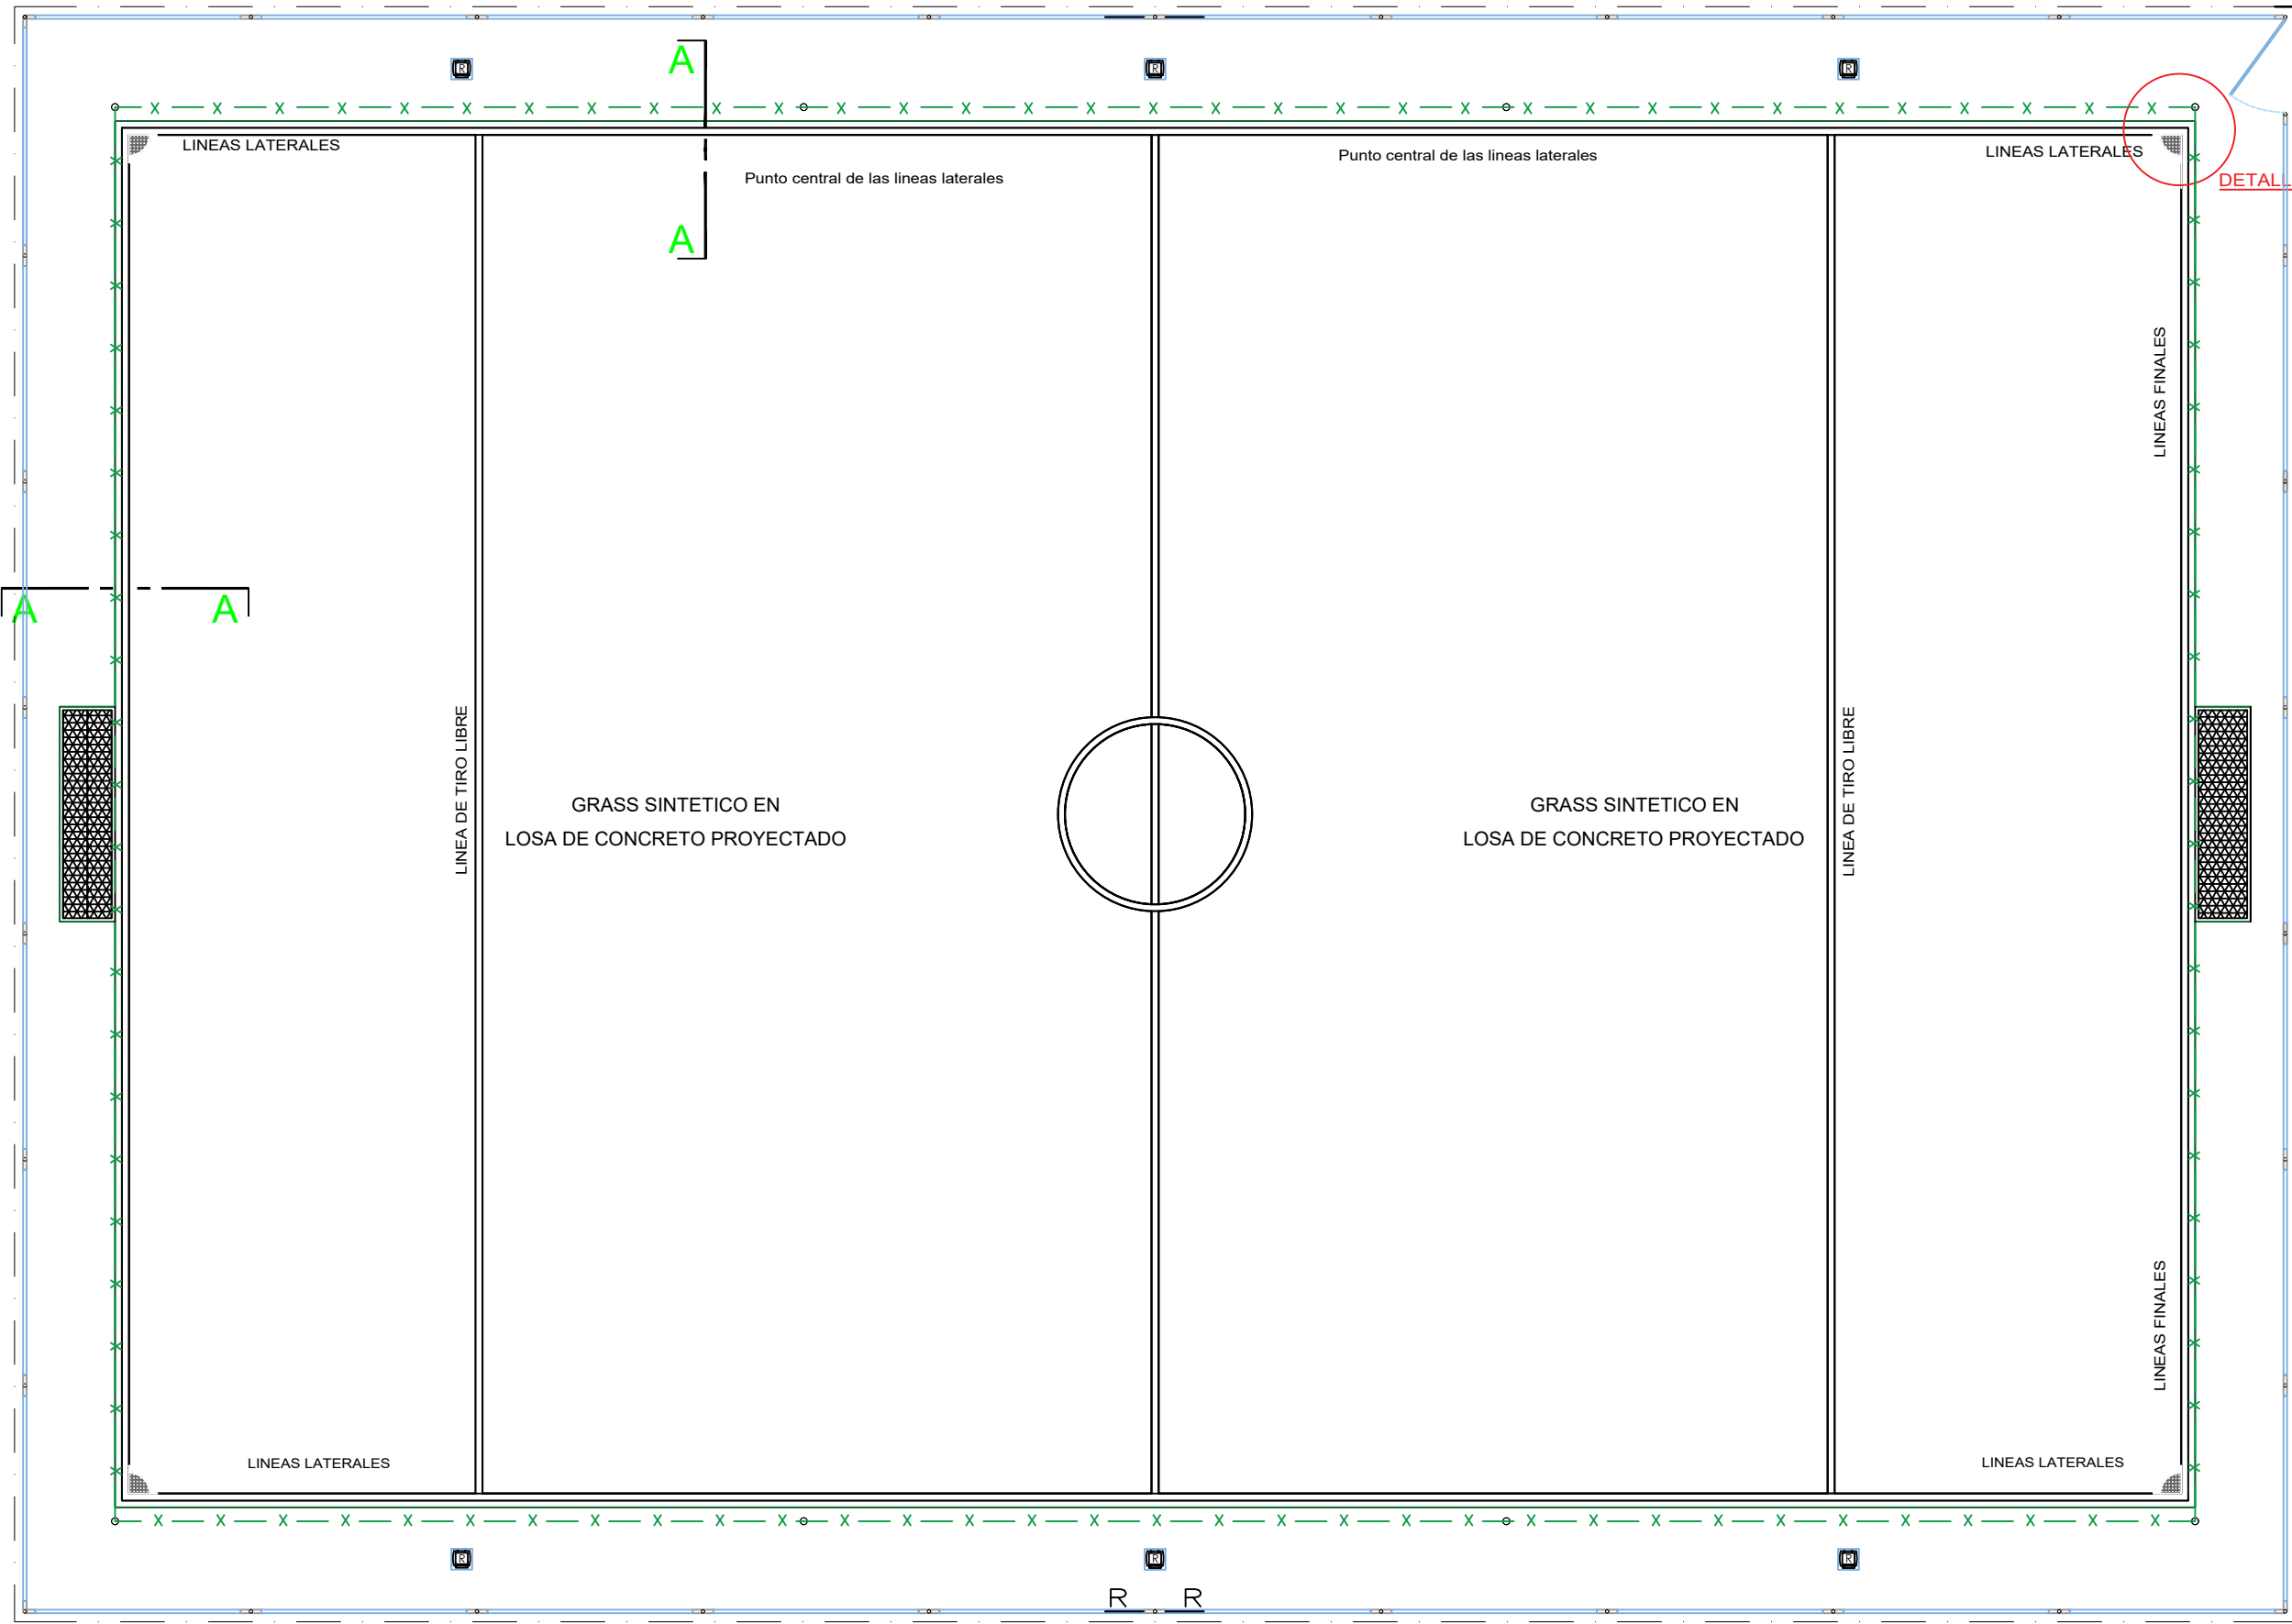 A
R
R
R
LINEAS LATERALES
Punto central de las lineas laterales
Punto central de las lineas laterales
LINEAS LATERALES
DETALL
A
LINEAS FINALES
A
A
LINEA DE TIRO LIBRE
GRASS SINTETICO EN
LOSA DE CONCRETO PROYECTADO
GRASS SINTETICO EN
LOSA DE CONCRETO PROYECTADO
LINEA DE TIRO LIBRE
LINEAS FINALES
LINEAS LATERALES
LINEAS LATERALES
R
R
R
R R